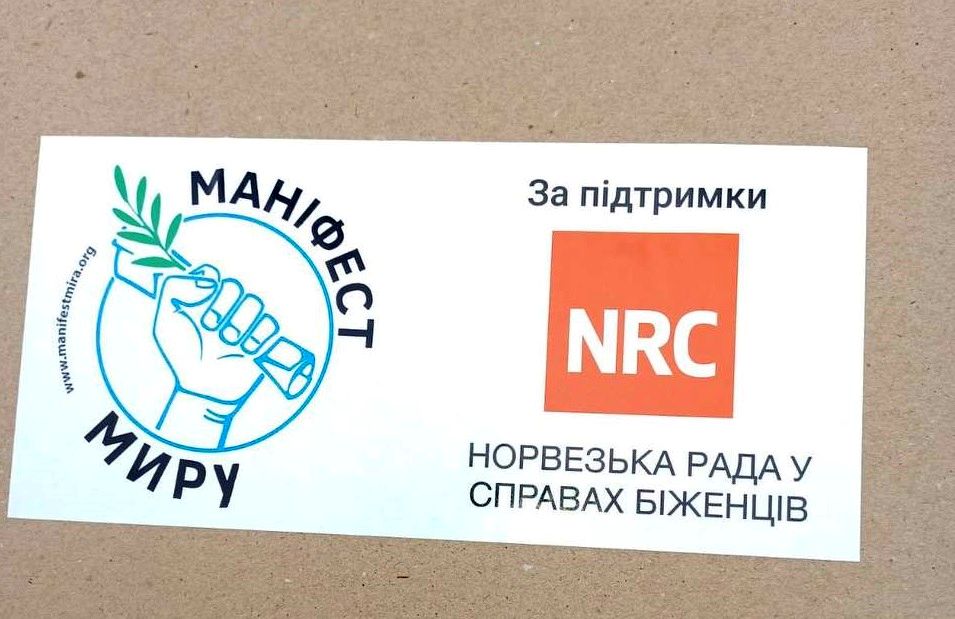 МАНІФЕСТ
МИРУ
www.manifestmira.org
За підтримки
NRC
НОРВЕЗЬКА РАДА У
СПРАВАХ БІЖЕНЦІВ